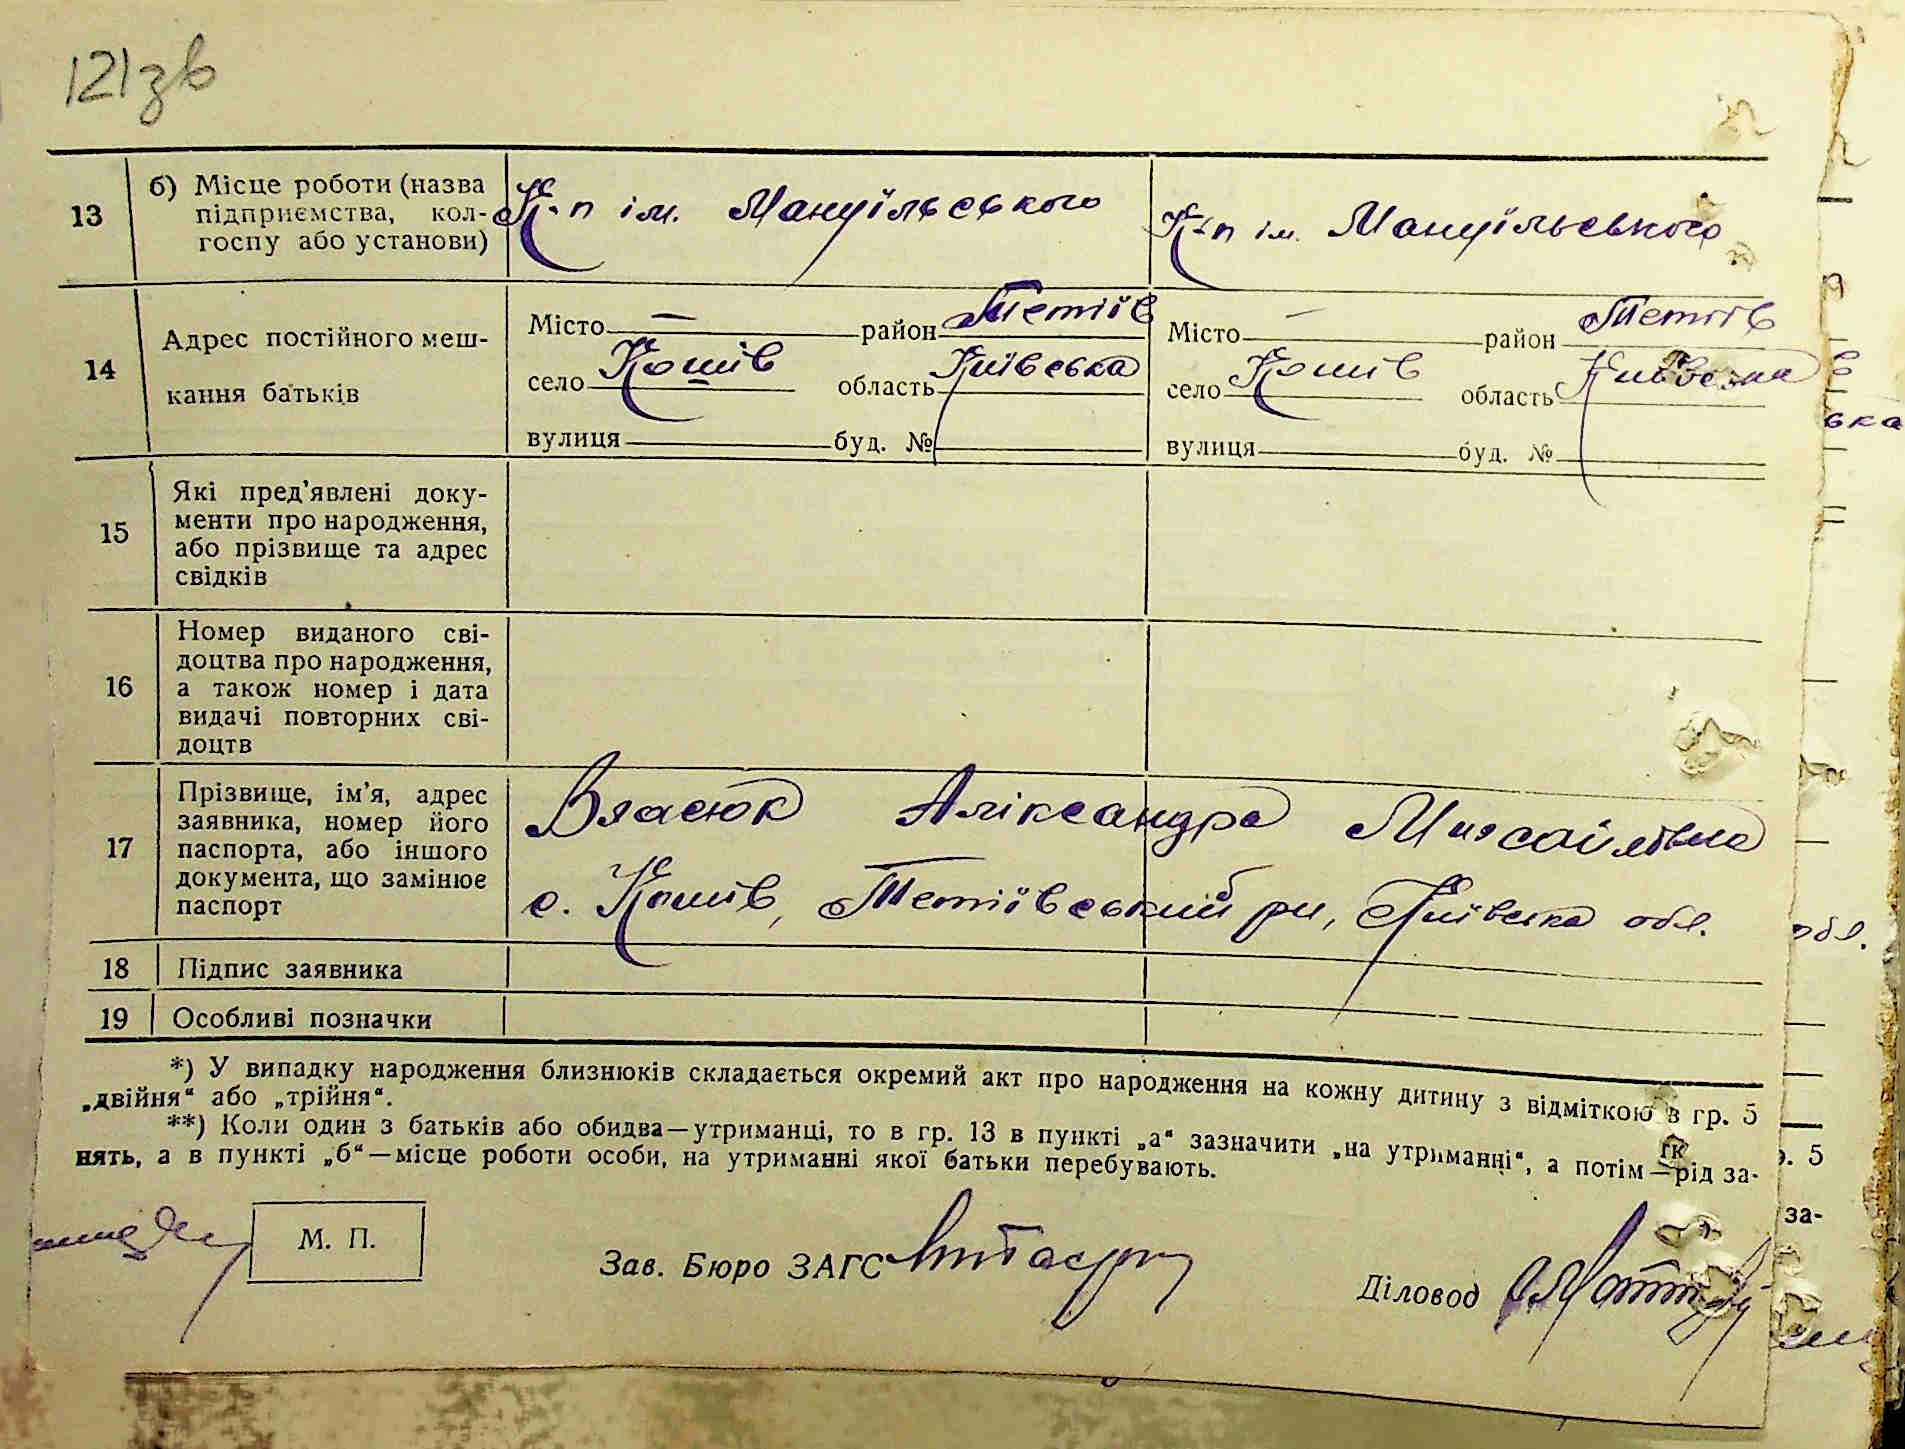 121зв
13 б) Місце роботи (назва підприємства, кол-госпу або установи) К-п ім. Мануїльського К-п ім. Мануїльського
14 Адрес постійного меш-кання батьків
Місто — район Тетіїв Місто — район Тетіїв
село Кошів область Київська село Кошів область Київська
вулиця буд. № вулиця буд. №
15 Які пред'явлені доку-
менти про народження,
або прізвище та адрес
свідків
16 Номер виданого сві-
доцтва про народження,
а також номер і дата
видачі повторних сві-
доцтв
17 Прізвище, ім'я, адрес
заявника, номер його
паспорта, або іншого
документа, що замінює
паспорт
Власюк Аліксандра Михайлівна
с. Кошів, Тетіївський рн, Київська обл.
18 Підпис заявника
19 Особливі позначки
*) У випадку народження близнюків складається окремий акт про народження на кожну дитину з відміткою в гр. 5
„двійня“ або „трійня“.
**) Коли один з батьків або обидва—утриманці, то в гр. 13 в пункті „а“ зазначити „на утриманні“, а потім—рід за-
нять, а в пункті „б“—місце роботи особи, на утриманні якої батьки перебувають.
М. П.
Зав. Бюро ЗАГС
Діловод
ька
обл.
. 5
за-